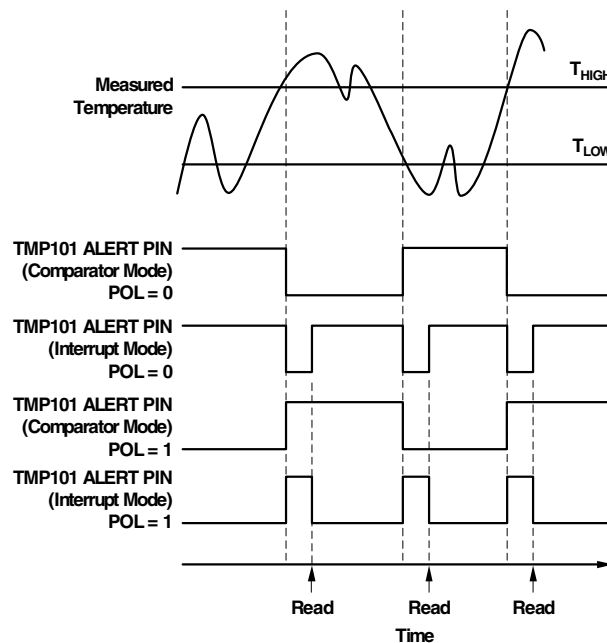 Measured
Temperature
THIGH
TLOW
TMP101 ALERT PIN
(Comparator Mode)
POL = 0
TMP101 ALERT PIN
(Interrupt Mode)
POL = 0
TMP101 ALERT PIN
(Comparator Mode)
POL = 1
TMP101 ALERT PIN
(Interrupt Mode)
POL = 1
Read Read Read
Time